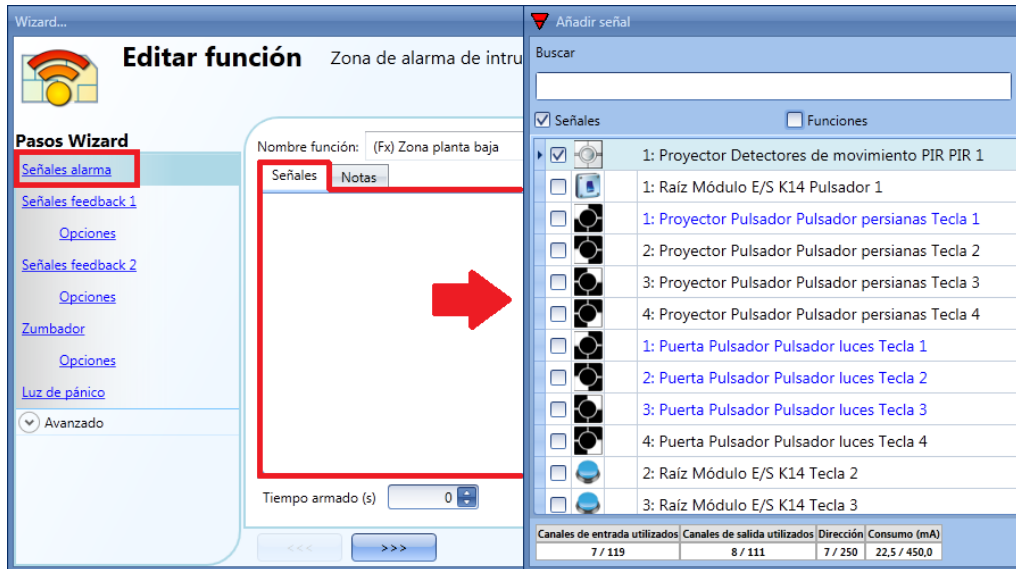 Wizard...
Editar función
Zona de alarma de intru
Pasos Wizard
Señales alarma
Señales feedback 1
Opciones
Señales feedback 2
Opciones
Zumbador
Opciones
Luz de pánico
Avanzado
Nombre función: (Fx) Zona planta baja
Señales Notas
Tiempo armado (s) 0
<<< >>>
Añadir señal
Buscar
Señales Funciones
1: Proyector Detectores de movimiento PIR PIR 1
1: Raíz Módulo E/S K14 Pulsador 1
1: Proyector Pulsador Pulsador persianas Tecla 1
2: Proyector Pulsador Pulsador persianas Tecla 2
3: Proyector Pulsador Pulsador persianas Tecla 3
4: Proyector Pulsador Pulsador persianas Tecla 4
1: Puerta Pulsador Pulsador luces Tecla 1
2: Puerta Pulsador Pulsador luces Tecla 2
3: Puerta Pulsador Pulsador luces Tecla 3
4: Puerta Pulsador Pulsador luces Tecla 4
2: Raíz Módulo E/S K14 Tecla 2
3: Raíz Módulo E/S K14 Tecla 3
Canales de entrada utilizados Canales de salida utilizados Dirección Consumo (mA)
7 / 119 8 / 111 7 / 250 22,5 / 450,0